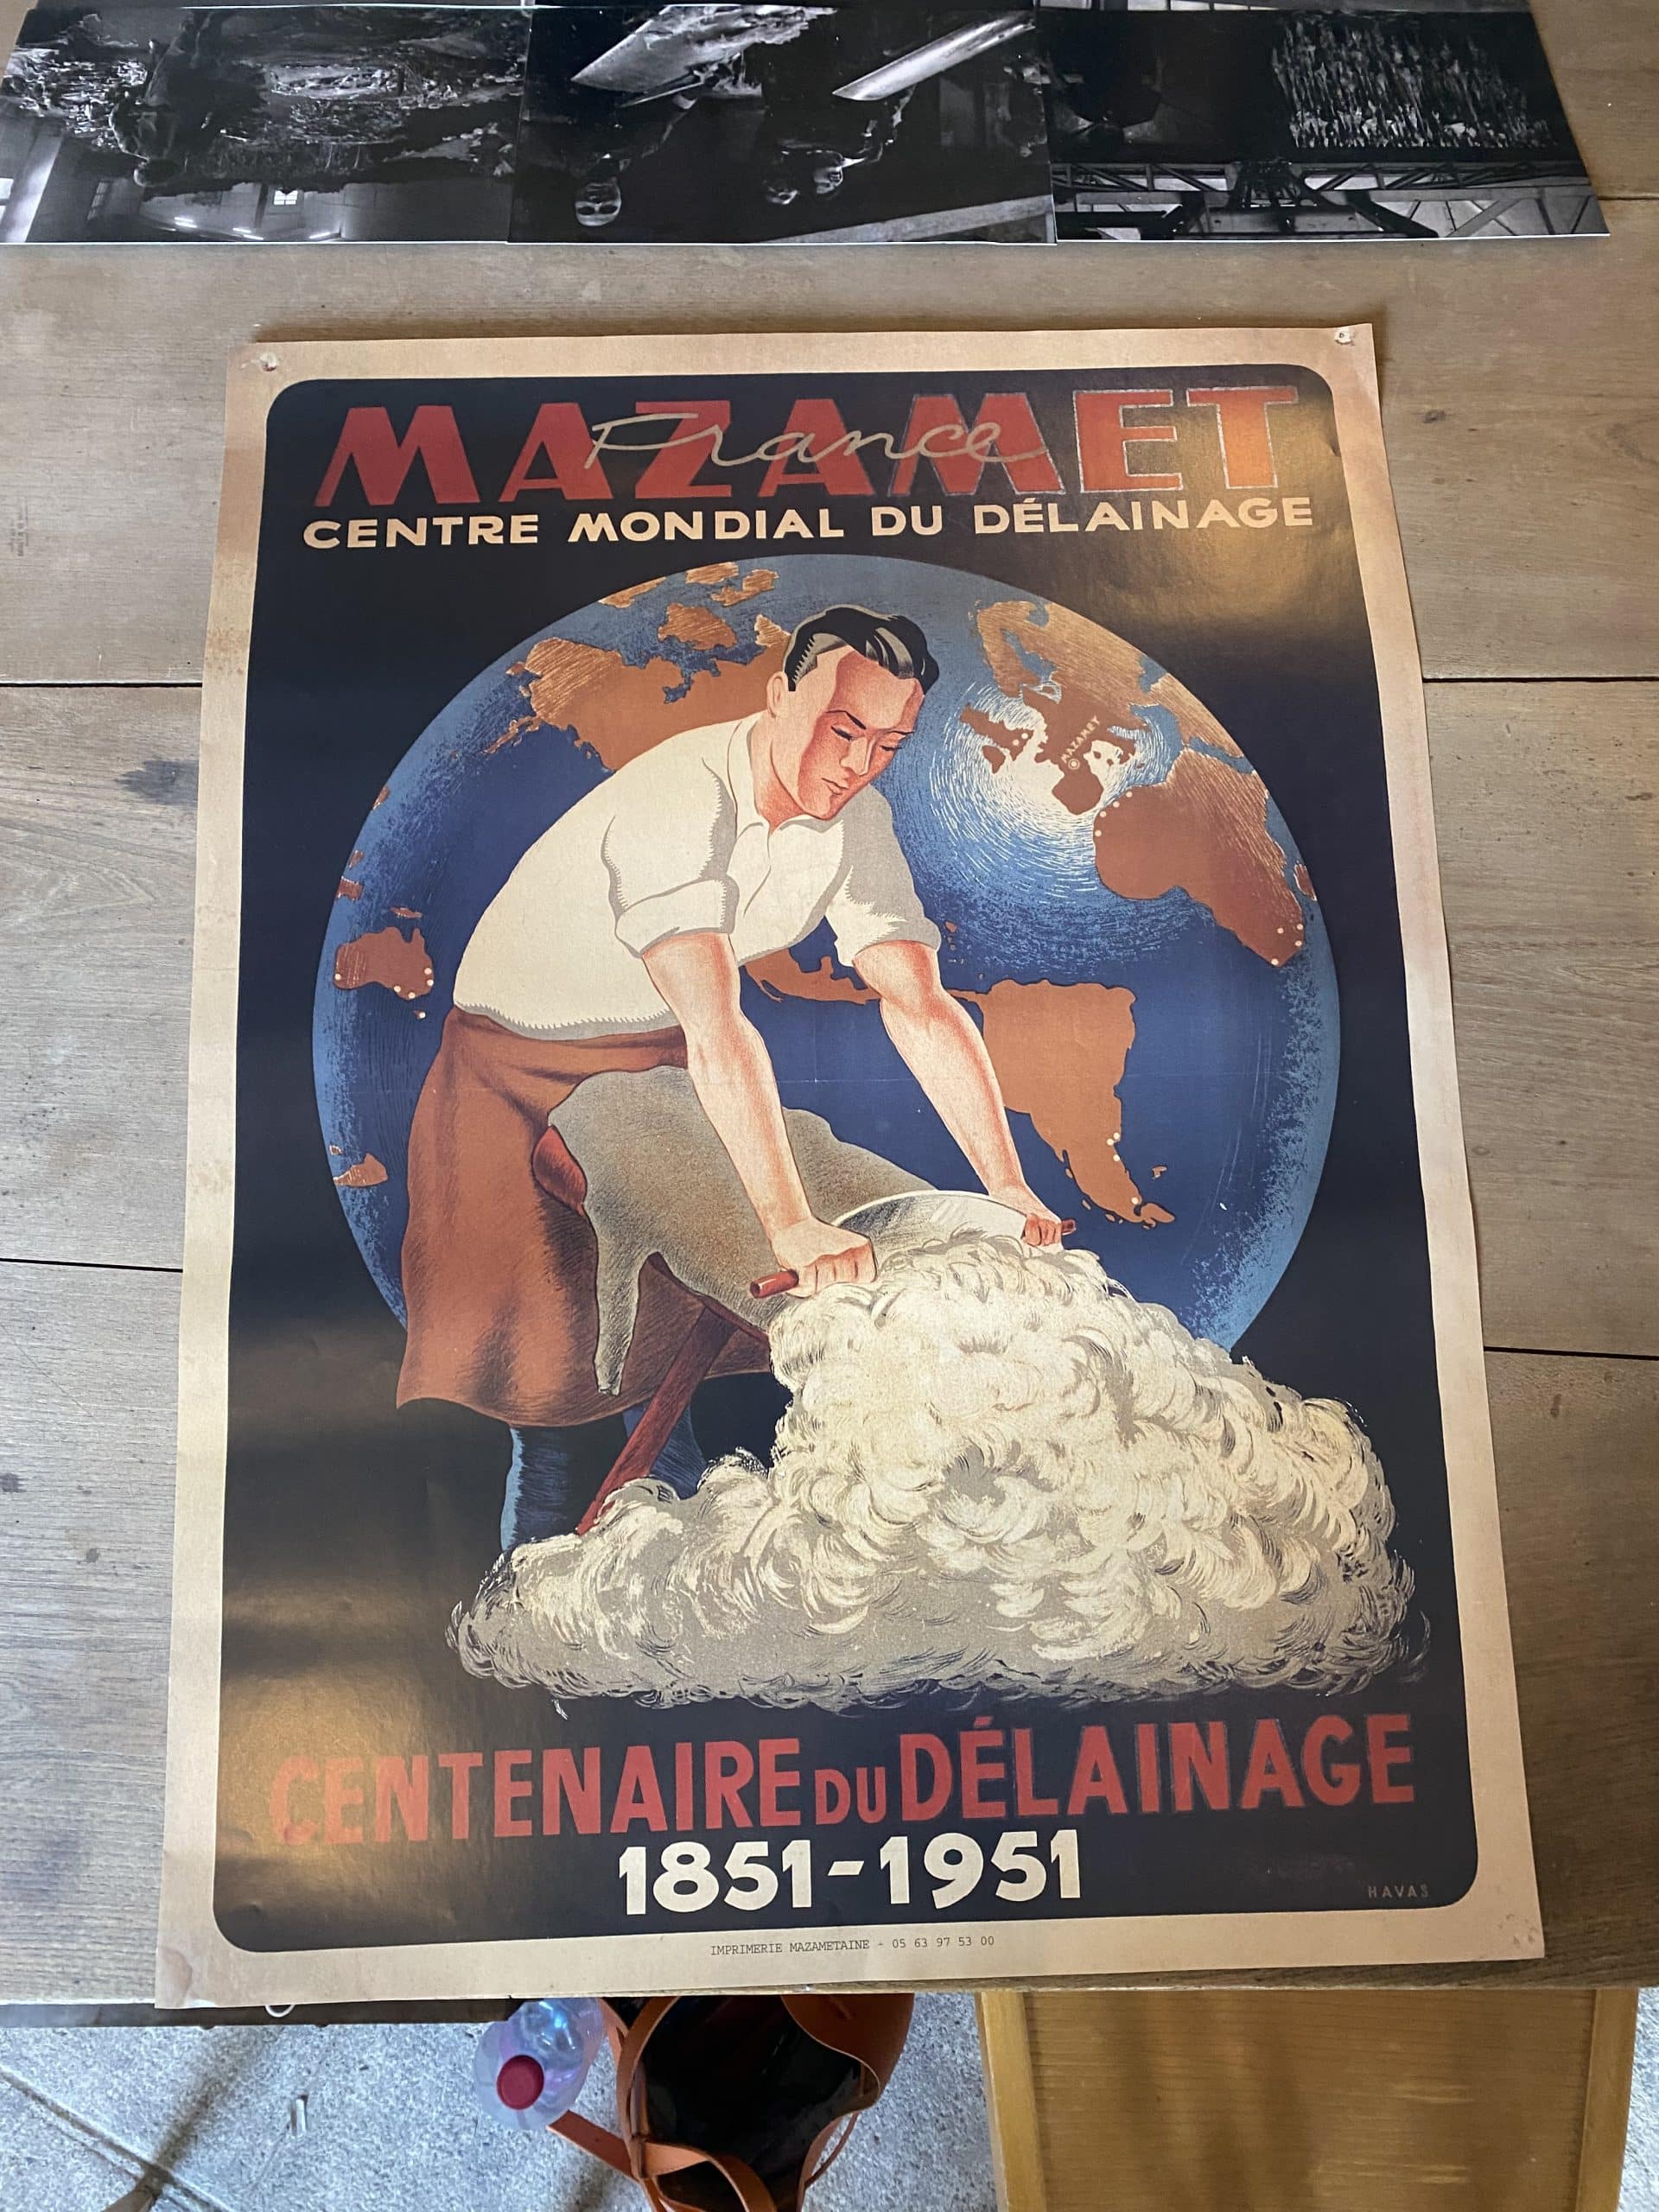 MAZAMET
France
CENTRE MONDIAL DU DÉLAINAGE
MAZAMET
CENTENAIRE DU DÉLAINAGE
1851-1951
HAVAS
IMPRIMERIE MAZAMETAINE - 05 63 97 53 00